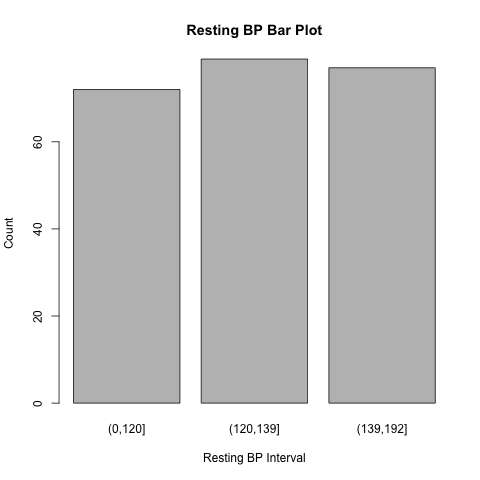 Resting BP Bar Plot
Count
60
40
20
0
(0,120]
(120,139]
(139,192]
Resting BP Interval